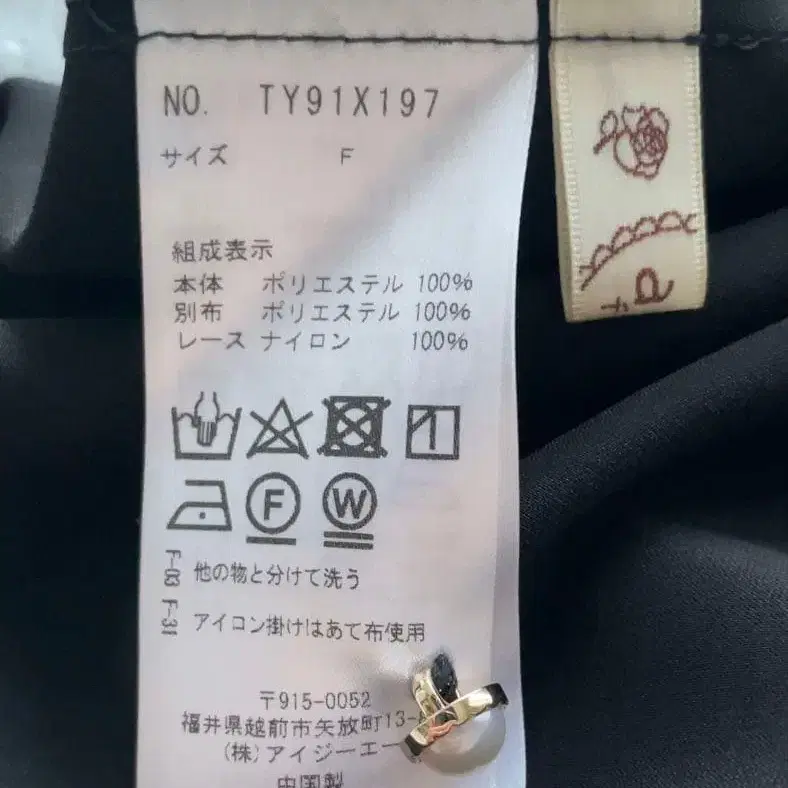 NO. TY91X197
サイズ F
組成表示
本体 ポリエステル 100%
別布 ポリエステル 100%
レース ナイロン 100%
F
W
F-03 他の物と分けて洗う
F-31 アイロン掛けはあて布使用
〒915-0052
福井県越前市矢放町13-
(株)アイジーエー
中国製